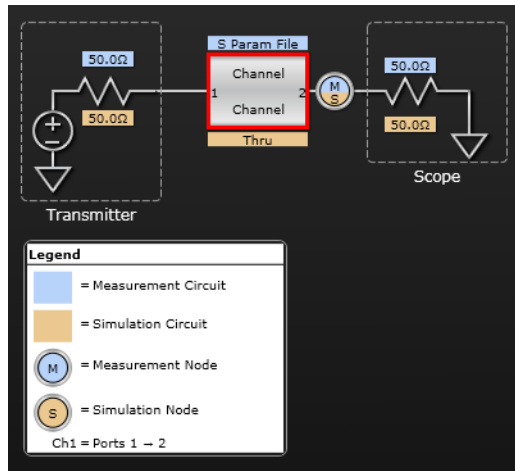 S Param File
50.0Ω
Channel
50.0Ω
1
2
M
S
Channel
50.0Ω
50.0Ω
Thru
Transmitter
Scope
Legend
= Measurement Circuit
= Simulation Circuit
M
= Measurement Node
S
= Simulation Node
Ch1 = Ports 1 → 2